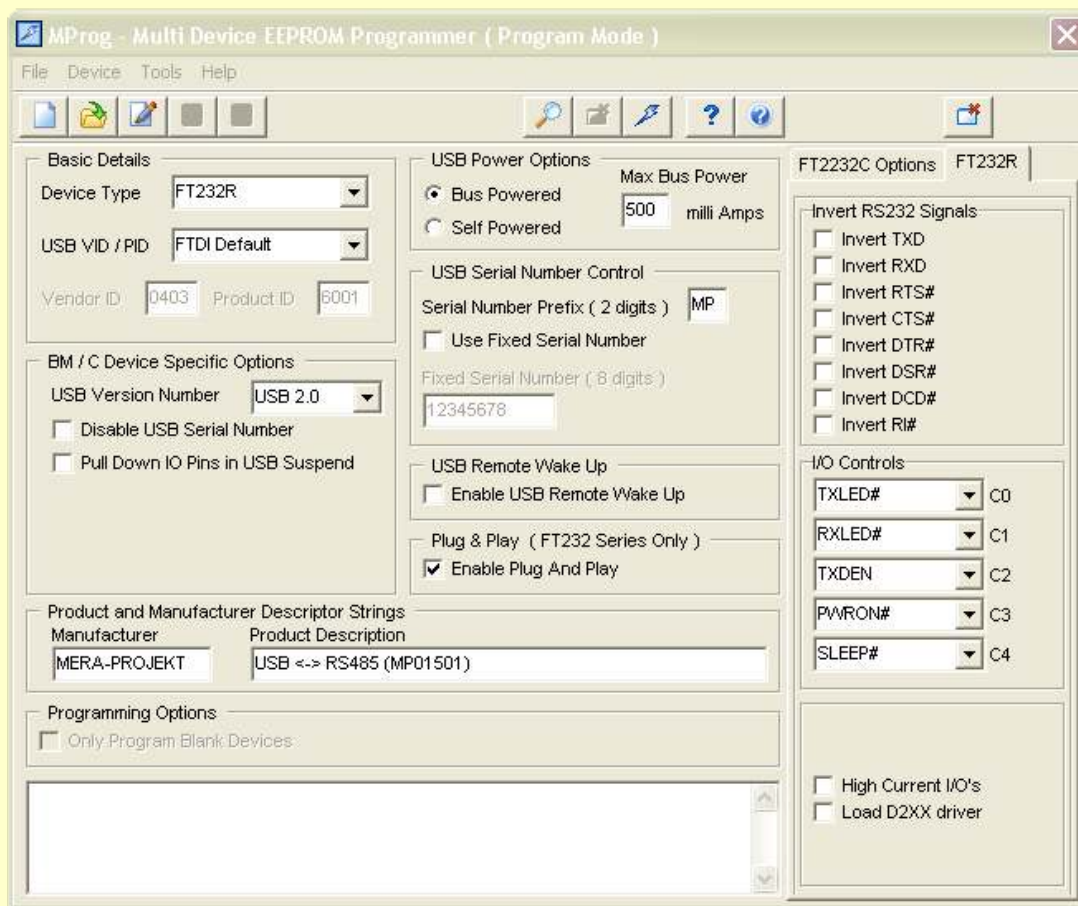 MProg - Multi Device EEPROM Programmer ( Program Mode )
File Device Tools Help
Basic Details
Device Type FT232R
USB VID / PID FTDI Default
Vendor ID 0403 Product ID 6001
BM / C Device Specific Options
USB Version Number USB 2.0
Disable USB Serial Number
Pull Down IO Pins in USB Suspend
USB Power Options
Bus Powered
Self Powered
Max Bus Power
500 milli Amps
USB Serial Number Control
Serial Number Prefix ( 2 digits ) MP
Use Fixed Serial Number
Fixed Serial Number ( 8 digits )
12345678
USB Remote Wake Up
Enable USB Remote Wake Up
Plug & Play ( FT232 Series Only )
Enable Plug And Play
Product and Manufacturer Descriptor Strings
Manufacturer Product Description
MERA-PROJEKT USB <-> RS485 (MP01501)
Programming Options
Only Program Blank Devices
FT2232C Options FT232R
Invert RS232 Signals
Invert TXD
Invert RXD
Invert RTS#
Invert CTS#
Invert DTR#
Invert DSR#
Invert DCD#
Invert RI#
I/O Controls
TXLED# C0
RXLED# C1
TXDEN C2
PWRON# C3
SLEEP# C4
High Current I/O's
Load D2XX driver